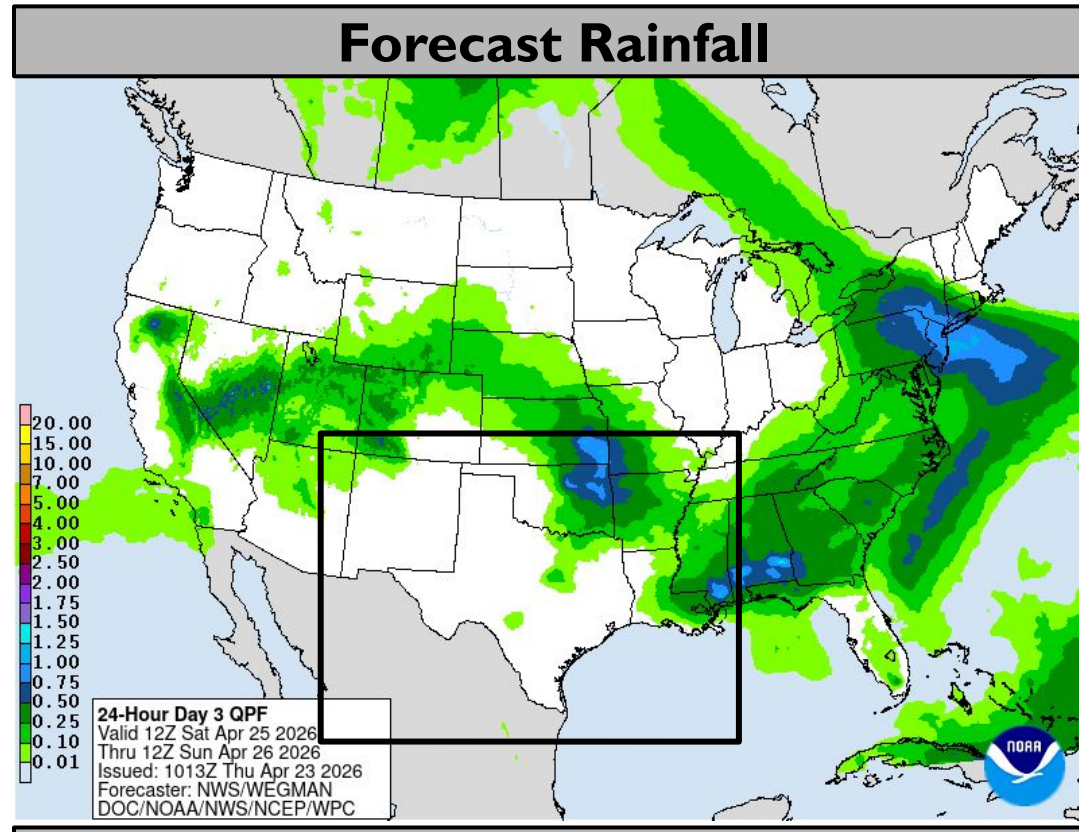 Forecast Rainfall
20.00
15.00
10.00
7.00
5.00
4.00
3.00
2.50
2.00
1.75
1.50
1.25
1.00
0.75
0.50
0.25
0.10
0.01
24-Hour Day 3 QPF
Valid 12Z Sat Apr 25 2026
Thru 12Z Sun Apr 26 2026
Issued: 1013Z Thu Apr 23 2026
Forecaster: NWS/WEGMAN
DOC/NOAA/NWS/NCEP/WPC
NOAA